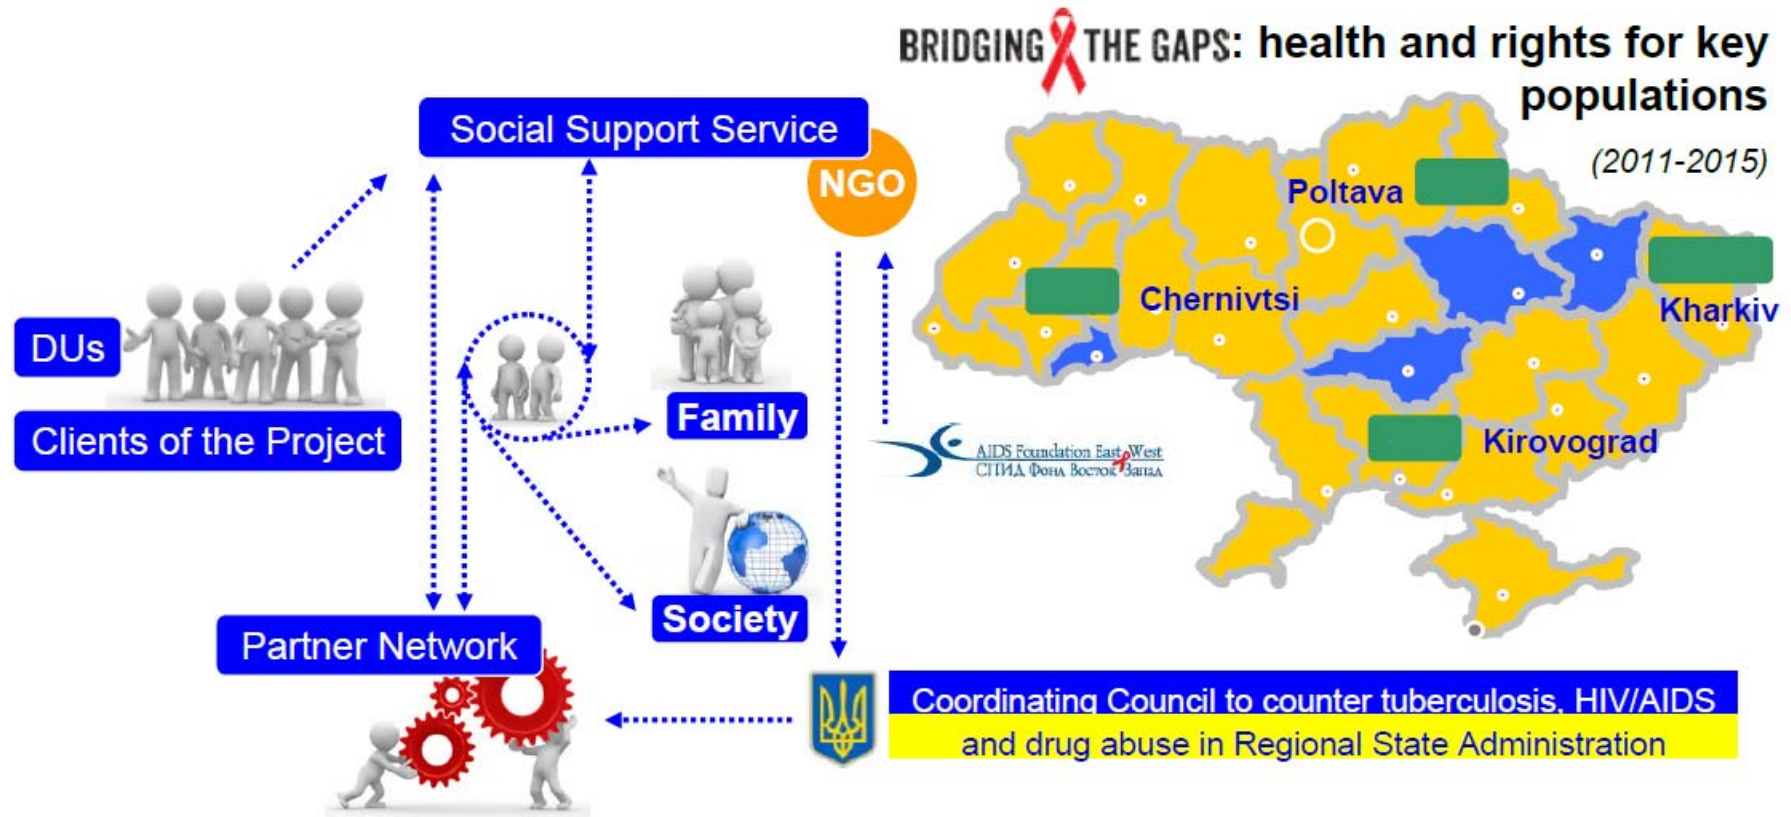 BRIDGING THE GAPS: health and rights for key
populations
(2011-2015)
Social Support Service
NGO
Poltava
Kharkiv
Chernivtsi
Kirovograd
DUs
Clients of the Project
Family
AIDS Foundation East West
СПИД Фонд Восток Запад
Society
Partner Network
Coordinating Council to counter tuberculosis, HIV/AIDS
and drug abuse in Regional State Administration